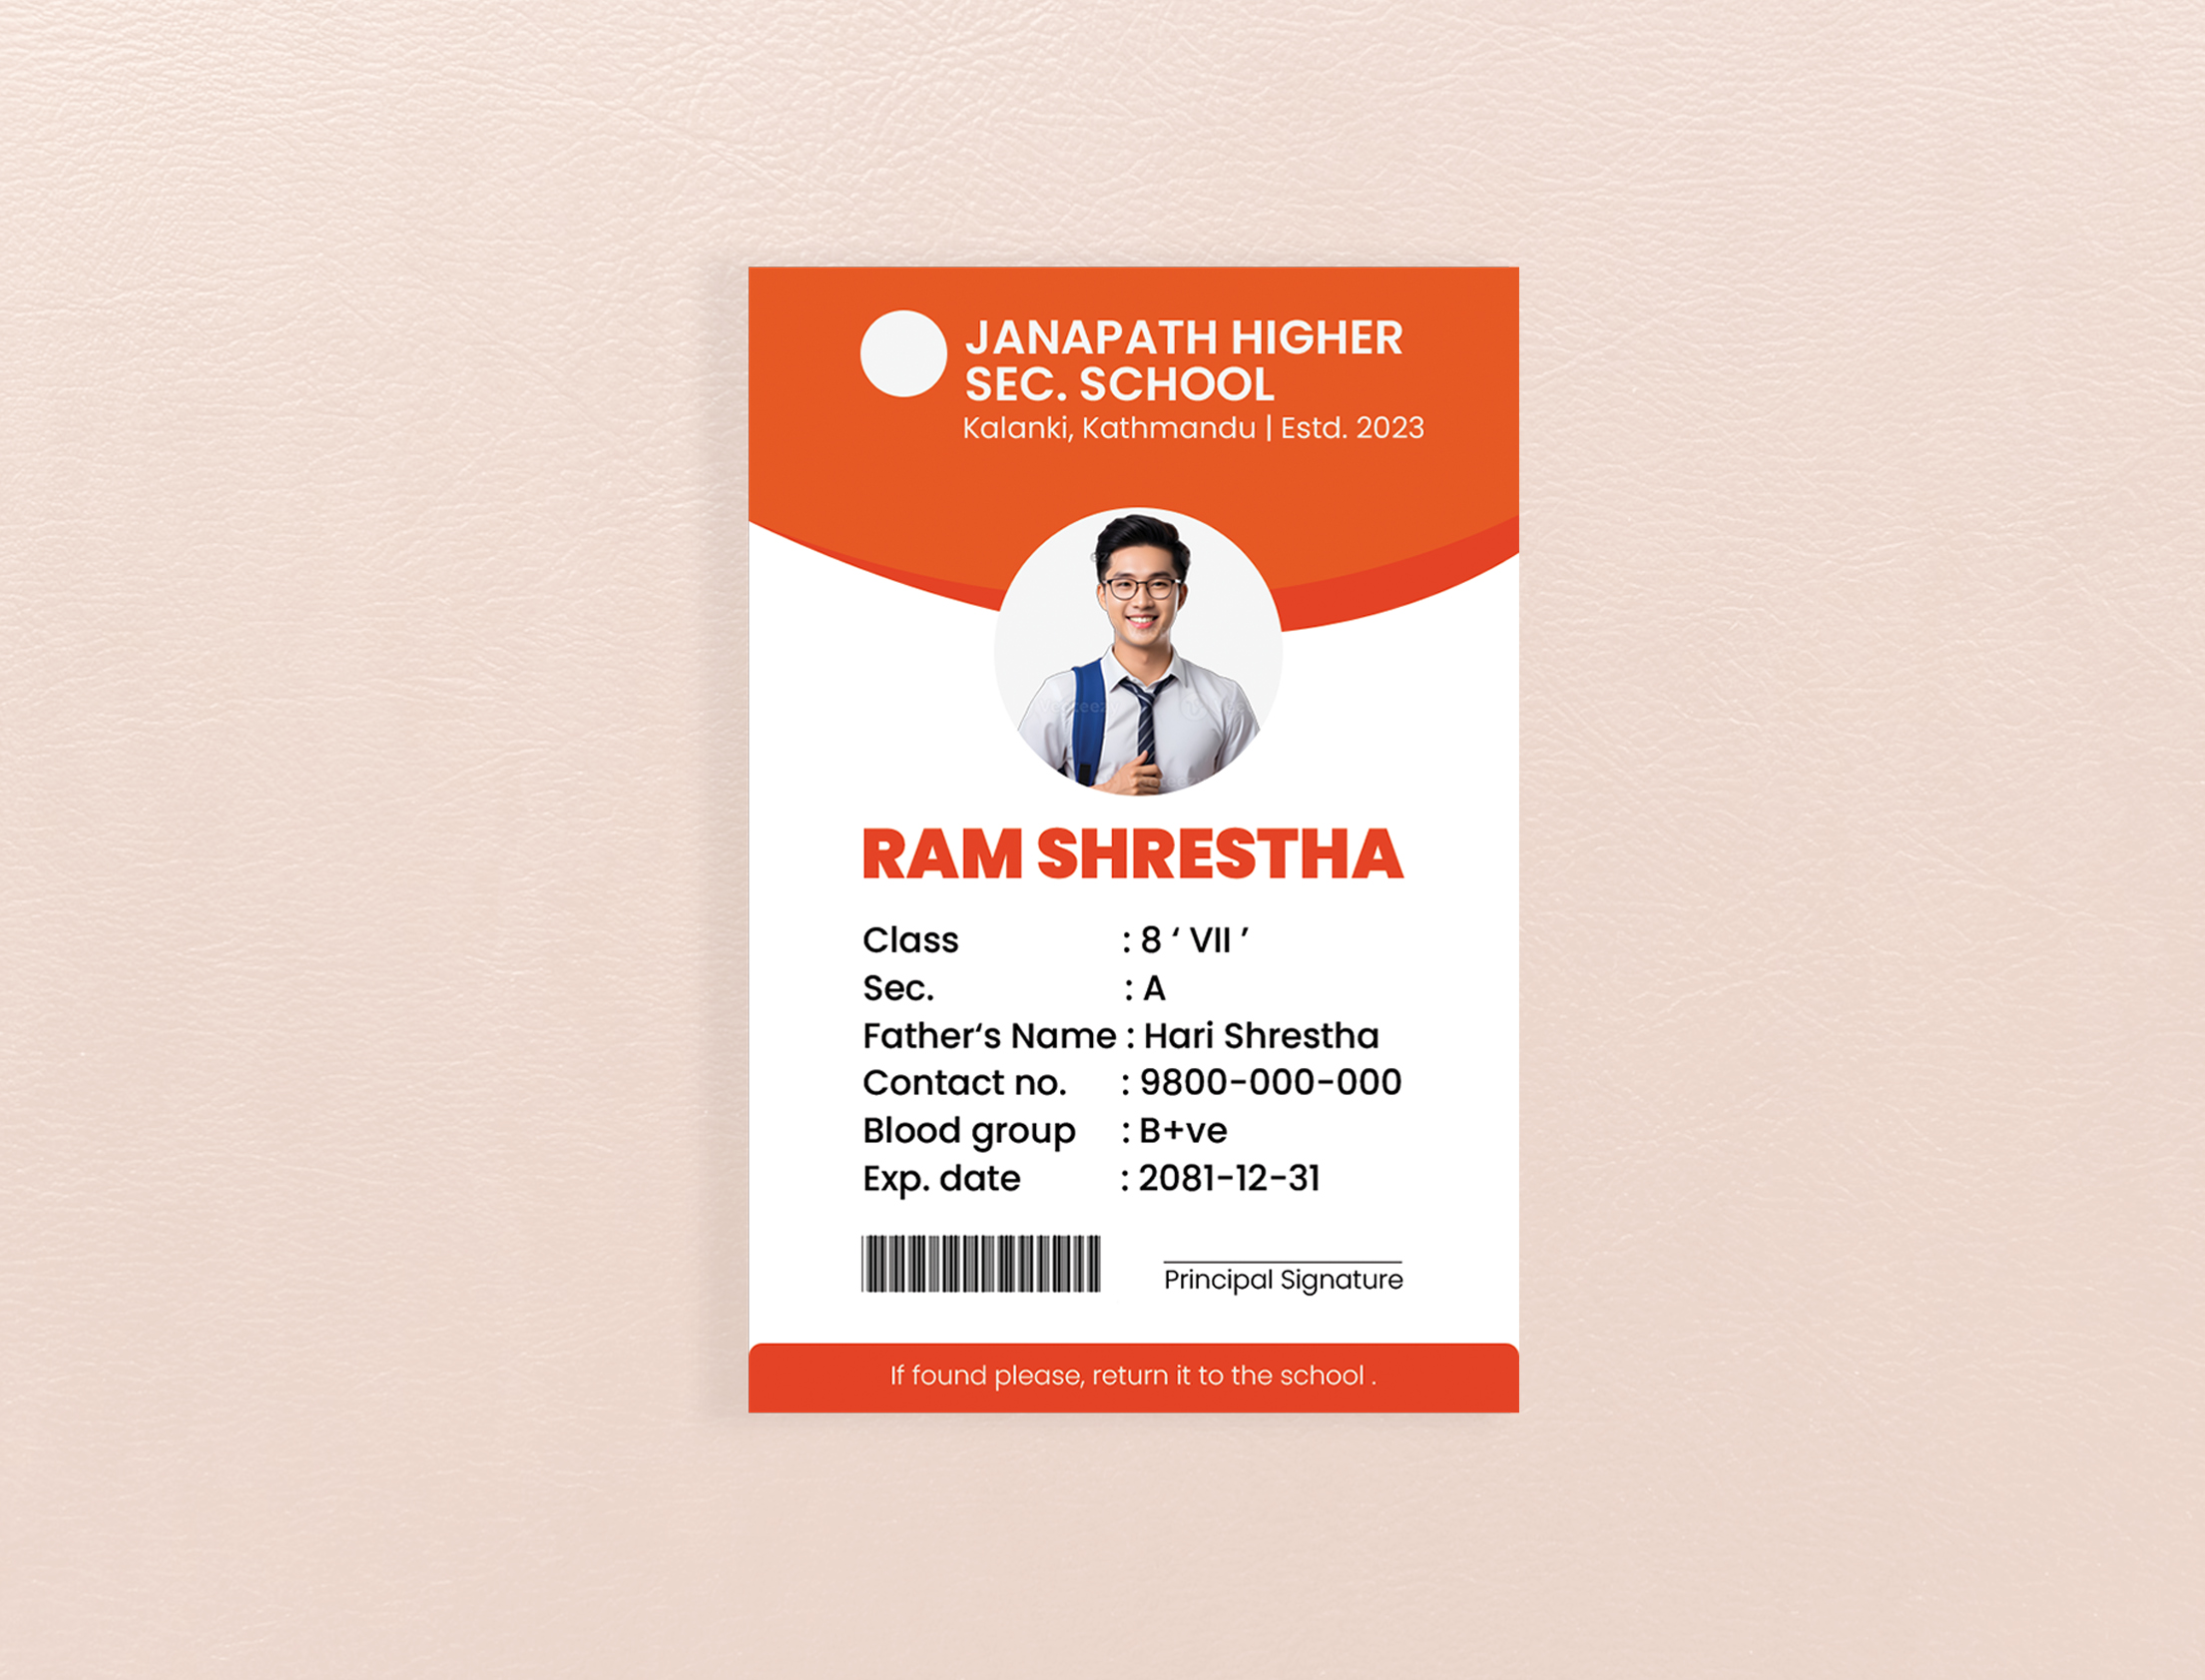 JANAPATH HIGHER
SEC. SCHOOL
Kalanki, Kathmandu | Estd. 2023
RAM SHRESTHA
Class : 8 ‘ VII ’
Sec. : A
Father‘s Name : Hari Shrestha
Contact no. : 9800-000-000
Blood group : B+ve
Exp. date : 2081-12-31
Principal Signature
If found please, return it to the school .